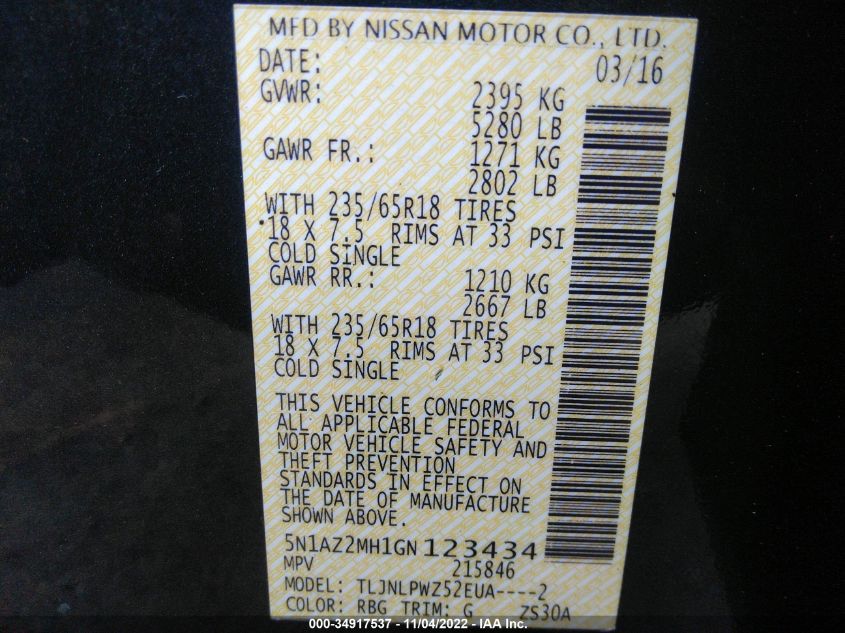 MFD BY NISSAN MOTOR CO., LTD.
DATE: 03/16
GVWR: 2395 KG
5280 LB
GAWR FR.: 1271 KG
2802 LB
WITH 235/65R18 TIRES
18 X 7.5 RIMS AT 33 PSI
COLD SINGLE
GAWR RR.: 1210 KG
2667 LB
WITH 235/65R18 TIRES
18 X 7.5 RIMS AT 33 PSI
COLD SINGLE
THIS VEHICLE CONFORMS TO
ALL APPLICABLE FEDERAL
MOTOR VEHICLE SAFETY AND
THEFT PREVENTION
STANDARDS IN EFFECT ON
THE DATE OF MANUFACTURE
SHOWN ABOVE.
5N1AZ2MH1GN123434
MPV 215846
MODEL: TLJNLPWZ52EUA----2
COLOR: RBG TRIM: G ZS30A
000-34917537 - 11/04/2022 - IAA Inc.